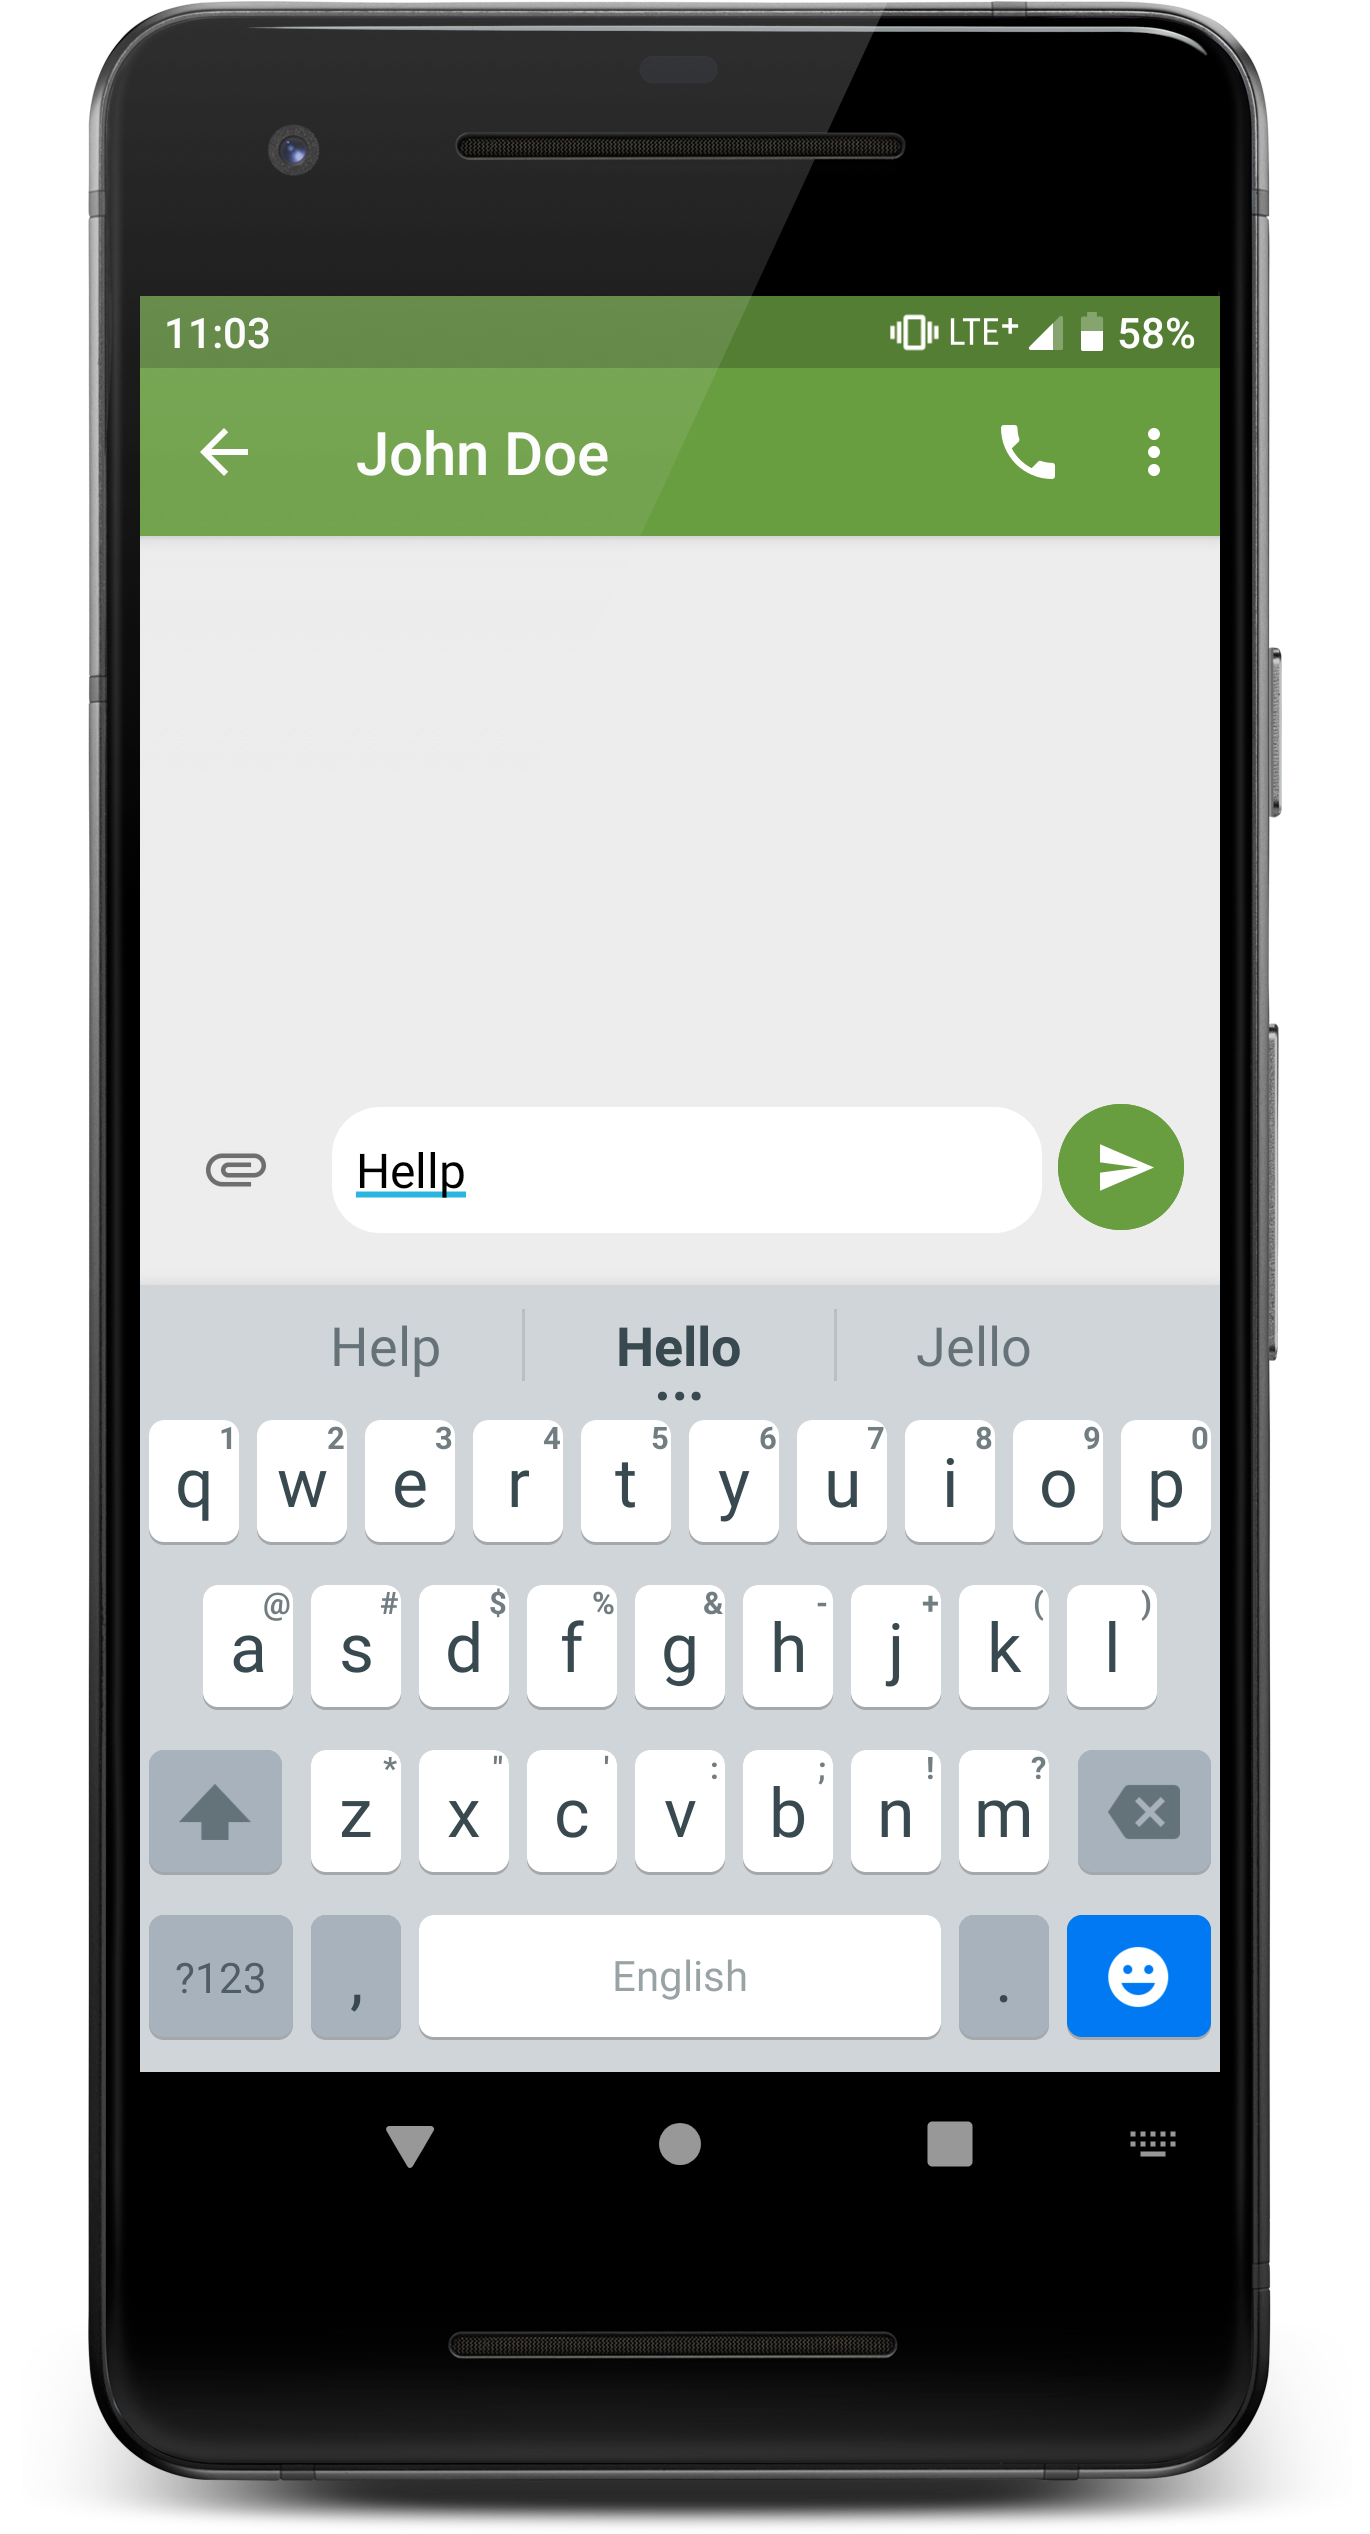 11:03 LTE+ 58%
John Doe
Hellp
Help Hello Jello
1 2 3 4 5 6 7 8 9 0
q w e r t y u i o p
@ # $ % & - + ( )
a s d f g h j k l
* " ' : ; ! ?
z x c v b n m
?123 , English .